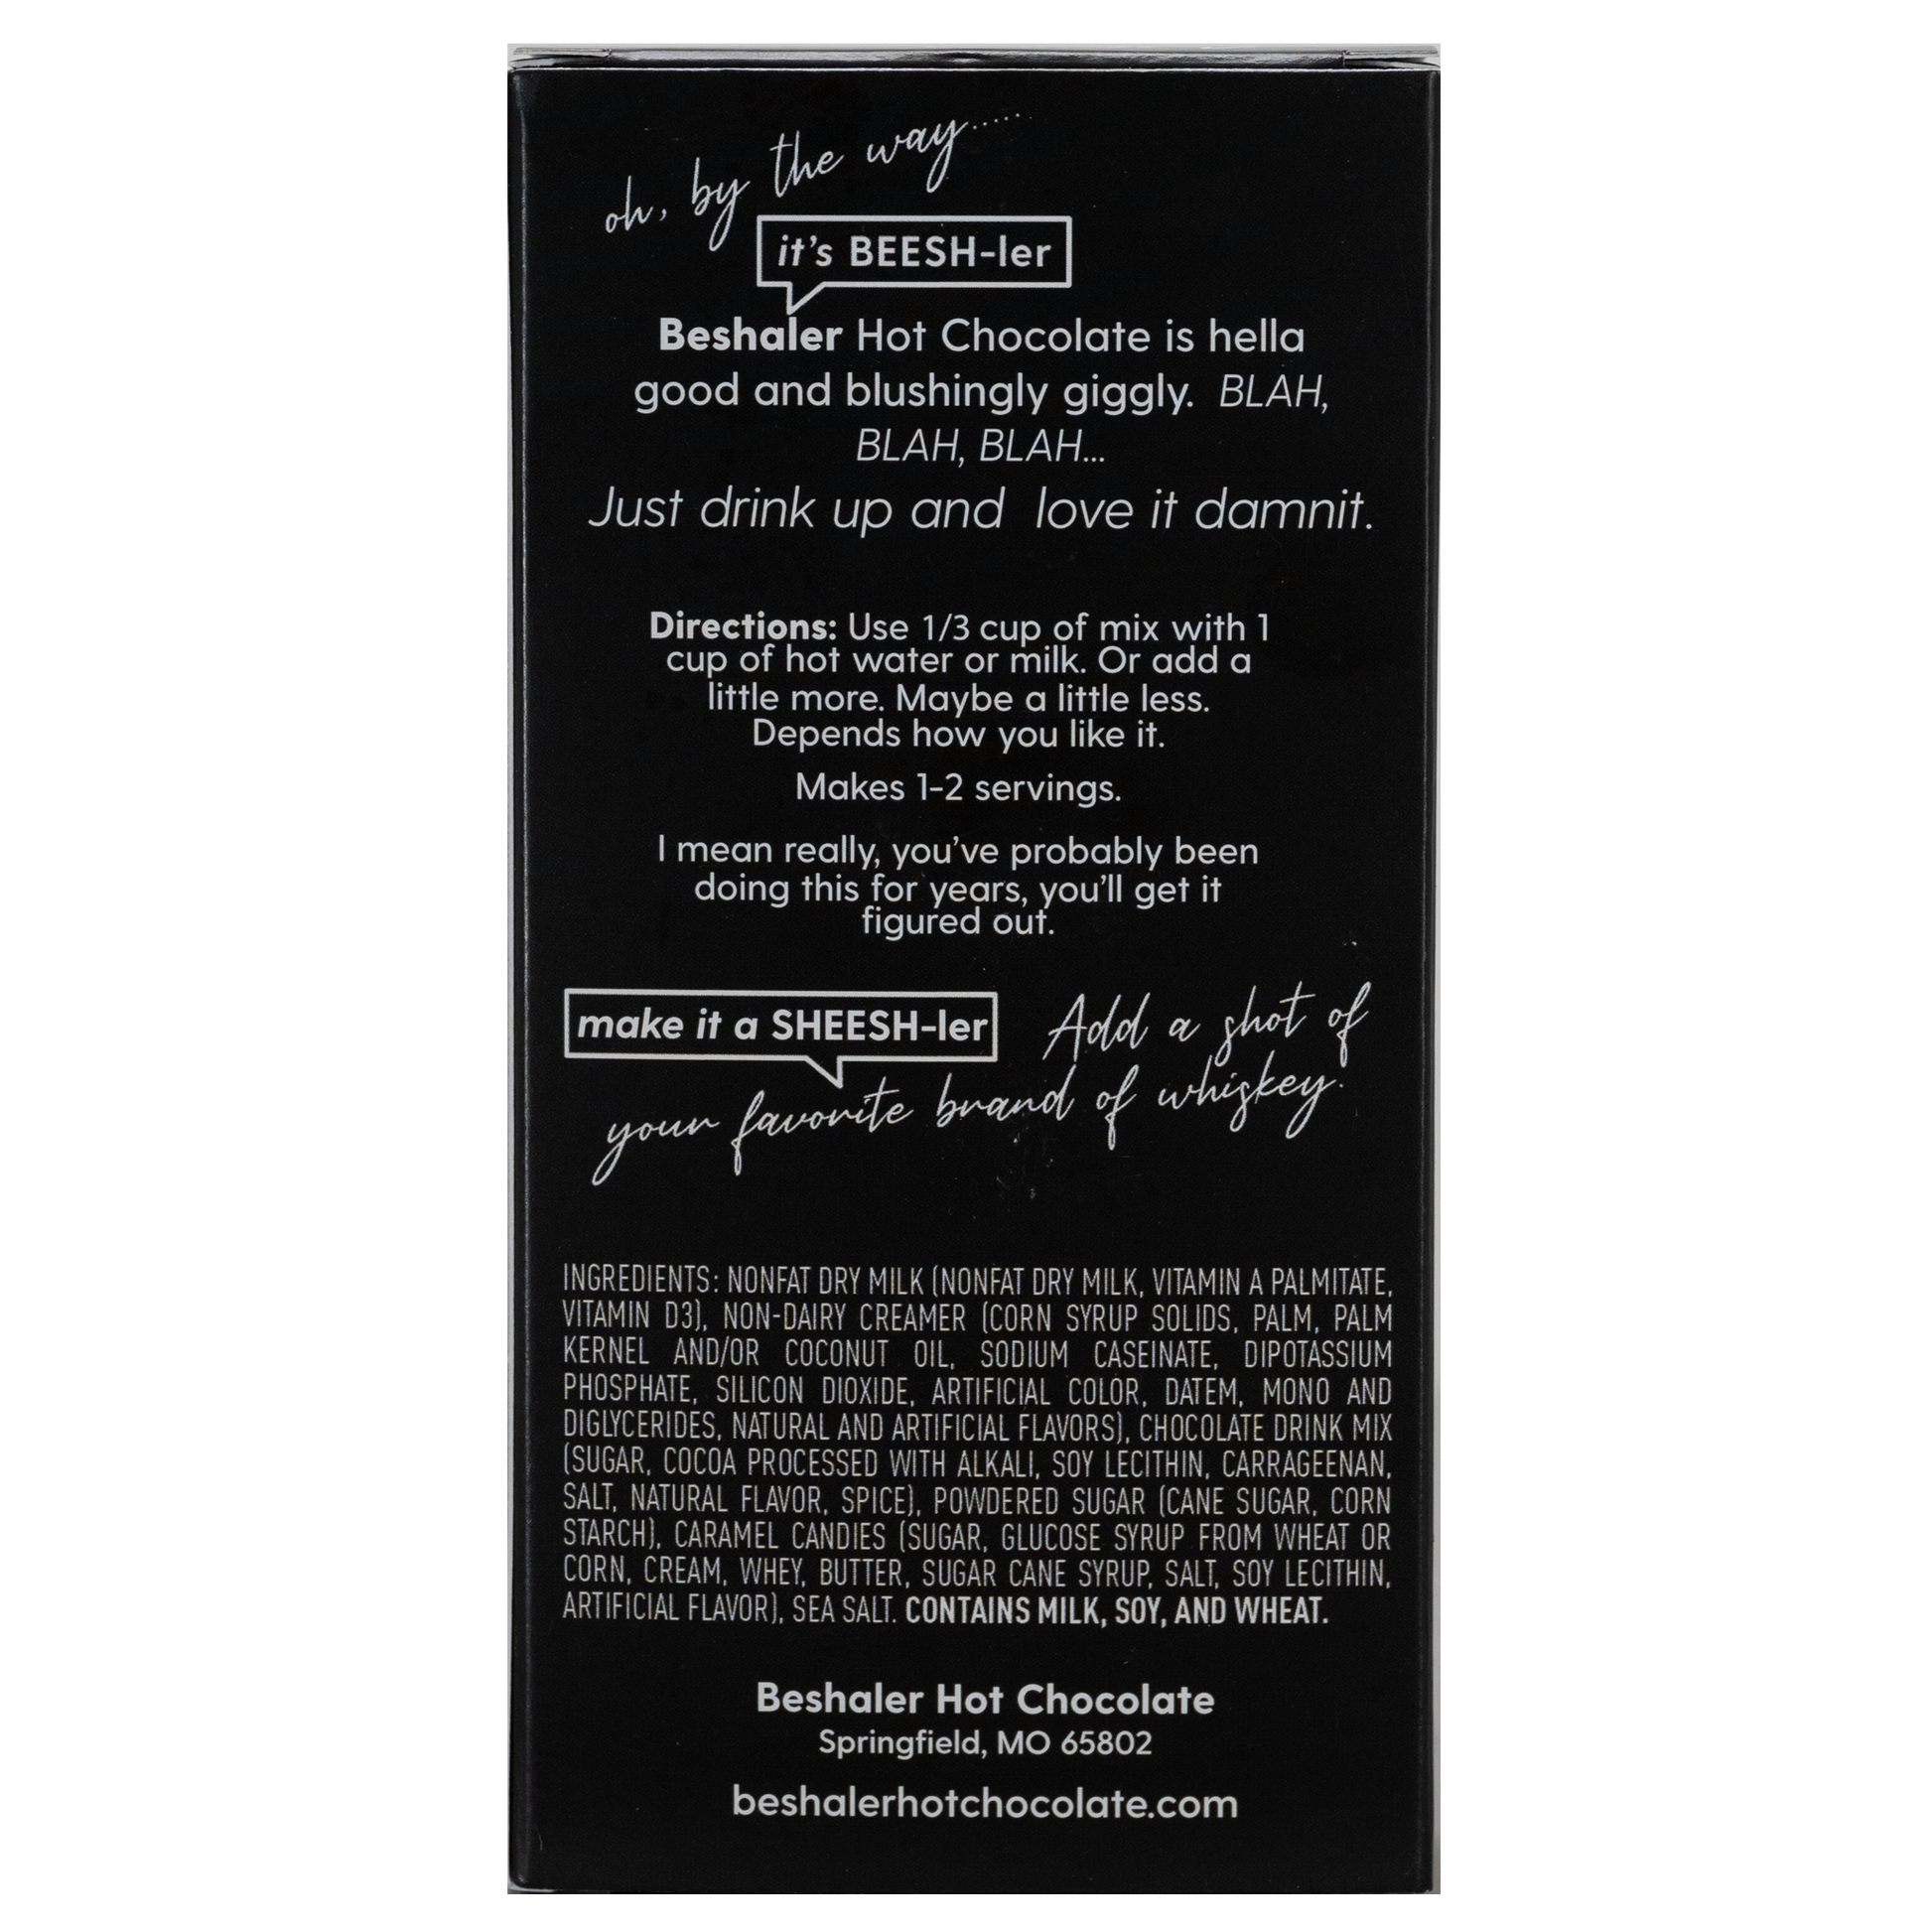 oh, by the way.....
it's BEESH-ler
Beshaler Hot Chocolate is hella
good and blushingly giggly. BLAH,
BLAH, BLAH...
Just drink up and love it damnit.
Directions: Use 1/3 cup of mix with 1
cup of hot water or milk. Or add a
little more. Maybe a little less.
Depends how you like it.
Makes 1-2 servings.
I mean really, you've probably been
doing this for years, you'll get it
figured out.
make it a SHEESH-ler Add a shot of
your favorite brand of whiskey.
INGREDIENTS: NONFAT DRY MILK (NONFAT DRY MILK, VITAMIN A PALMITATE,
VITAMIN D3), NON-DAIRY CREAMER (CORN SYRUP SOLIDS, PALM, PALM
KERNEL AND/OR COCONUT OIL, SODIUM CASEINATE, DIPOTASSIUM
PHOSPHATE, SILICON DIOXIDE, ARTIFICIAL COLOR, DATEM, MONO AND
DIGLYCERIDES, NATURAL AND ARTIFICIAL FLAVORS), CHOCOLATE DRINK MIX
(SUGAR, COCOA PROCESSED WITH ALKALI, SOY LECITHIN, CARRAGEENAN,
SALT, NATURAL FLAVOR, SPICE), POWDERED SUGAR (CANE SUGAR, CORN
STARCH), CARAMEL CANDIES (SUGAR, GLUCOSE SYRUP FROM WHEAT OR
CORN, CREAM, WHEY, BUTTER, SUGAR CANE SYRUP, SALT, SOY LECITHIN,
ARTIFICIAL FLAVOR), SEA SALT. CONTAINS MILK, SOY, AND WHEAT.
Beshaler Hot Chocolate
Springfield, MO 65802
beshalerhotchocolate.com